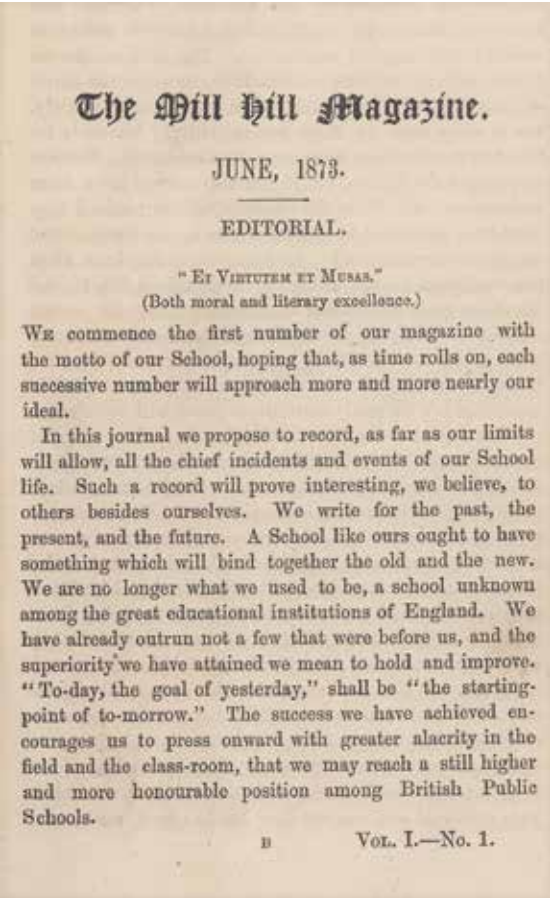 The Mill Hill Magazine.
JUNE, 1873.
EDITORIAL.
"ET VIRTUTEM ET MUSAS."
(Both moral and literary excellence.)
WE commence the first number of our magazine with
the motto of our School, hoping that, as time rolls on, each
successive number will approach more and more nearly our
ideal.
In this journal we propose to record, as far as our limits
will allow, all the chief incidents and events of our School
life. Such a record will prove interesting, we believe, to
others besides ourselves. We write for the past, the
present, and the future. A School like ours ought to have
something which will bind together the old and the new.
We are no longer what we used to be, a school unknown
among the great educational institutions of England. We
have already outrun not a few that were before us, and the
superiority we have attained we mean to hold and improve.
"To-day, the goal of yesterday," shall be "the starting-
point of to-morrow." The success we have achieved en-
courages us to press onward with greater alacrity in the
field and the class-room, that we may reach a still higher
and more honourable position among British Public
Schools.
B VOL. I.—No. 1.